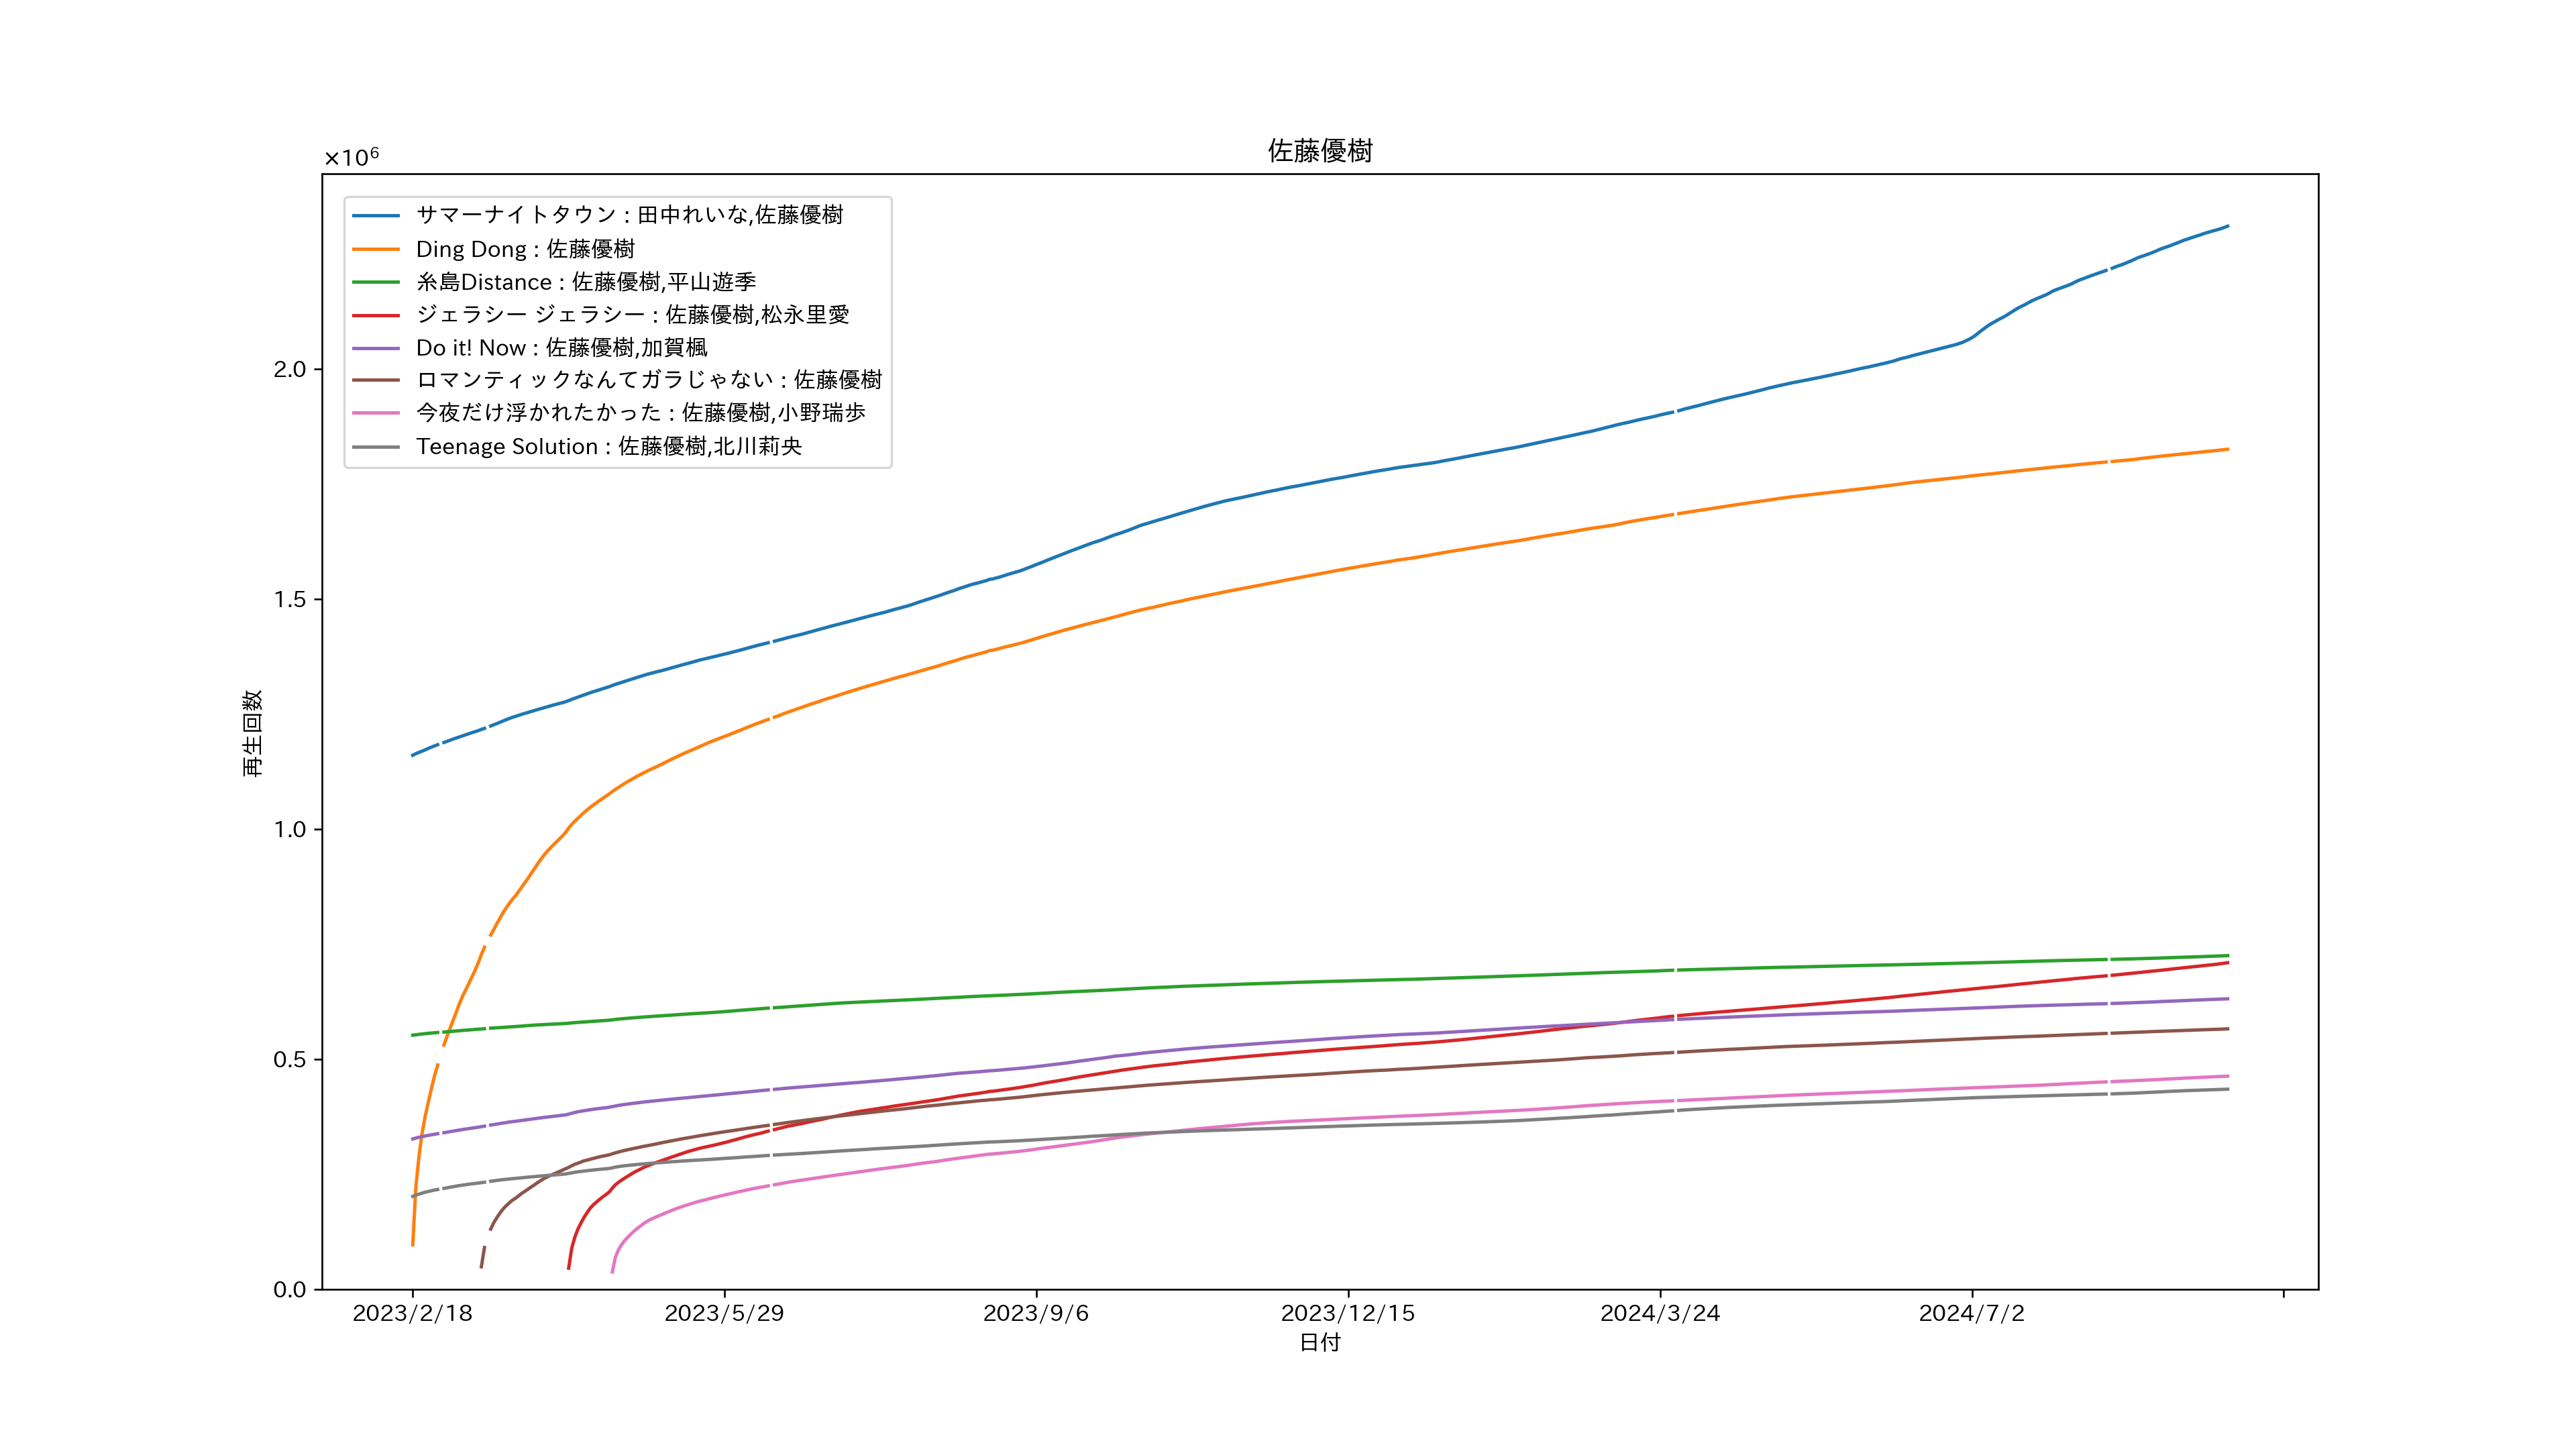 佐藤優樹
×10⁶
サマーナイトタウン : 田中れいな,佐藤優樹
Ding Dong : 佐藤優樹
糸島Distance : 佐藤優樹,平山遊季
ジェラシー ジェラシー : 佐藤優樹,松永里愛
Do it! Now : 佐藤優樹,加賀楓
ロマンティックなんてガラじゃない : 佐藤優樹
今夜だけ浮かれたかった : 佐藤優樹,小野瑞歩
Teenage Solution : 佐藤優樹,北川莉央
2.0
1.5
1.0
0.5
0.0
再生回数
2023/2/18 2023/5/29 2023/9/6 2023/12/15 2024/3/24 2024/7/2
日付